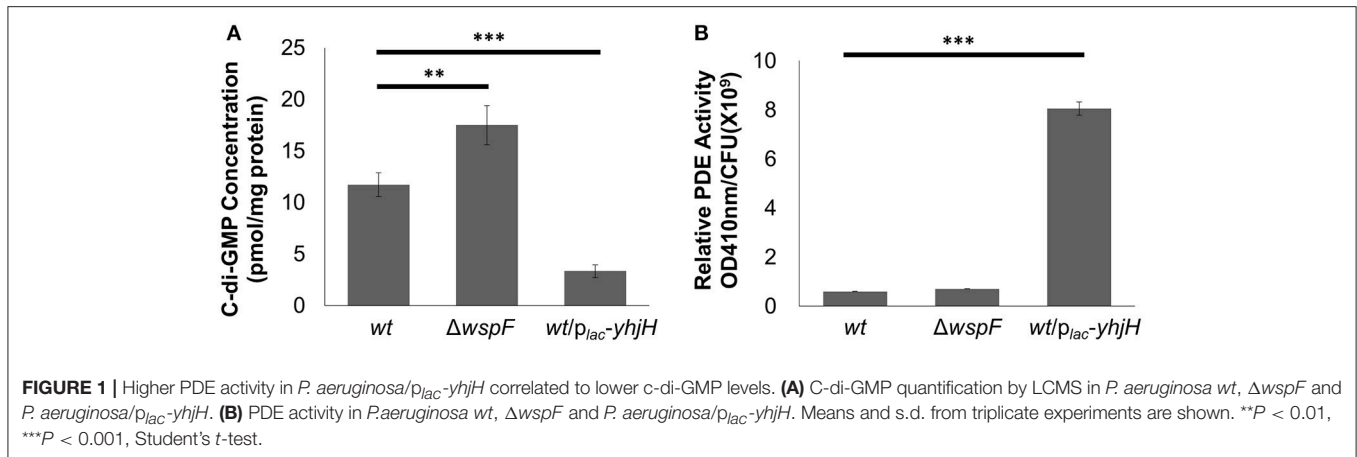 A
25
20
15
10
5
0
C-di-GMP Concentration
(pmol/mg protein)
***
**
wt
ΔwspF
wt/plac-yhjH
B
10
8
6
4
2
0
Relative PDE Activity
OD410nm/CFU(X10⁹)
***
wt
ΔwspF
wt/plac-yhjH
FIGURE 1 | Higher PDE activity in P. aeruginosa/plac-yhjH correlated to lower c-di-GMP levels. (A) C-di-GMP quantification by LCMS in P. aeruginosa wt, ΔwspF and
P. aeruginosa/plac-yhjH. (B) PDE activity in P.aeruginosa wt, ΔwspF and P. aeruginosa/plac-yhjH. Means and s.d. from triplicate experiments are shown. **P < 0.01,
***P < 0.001, Student's t-test.